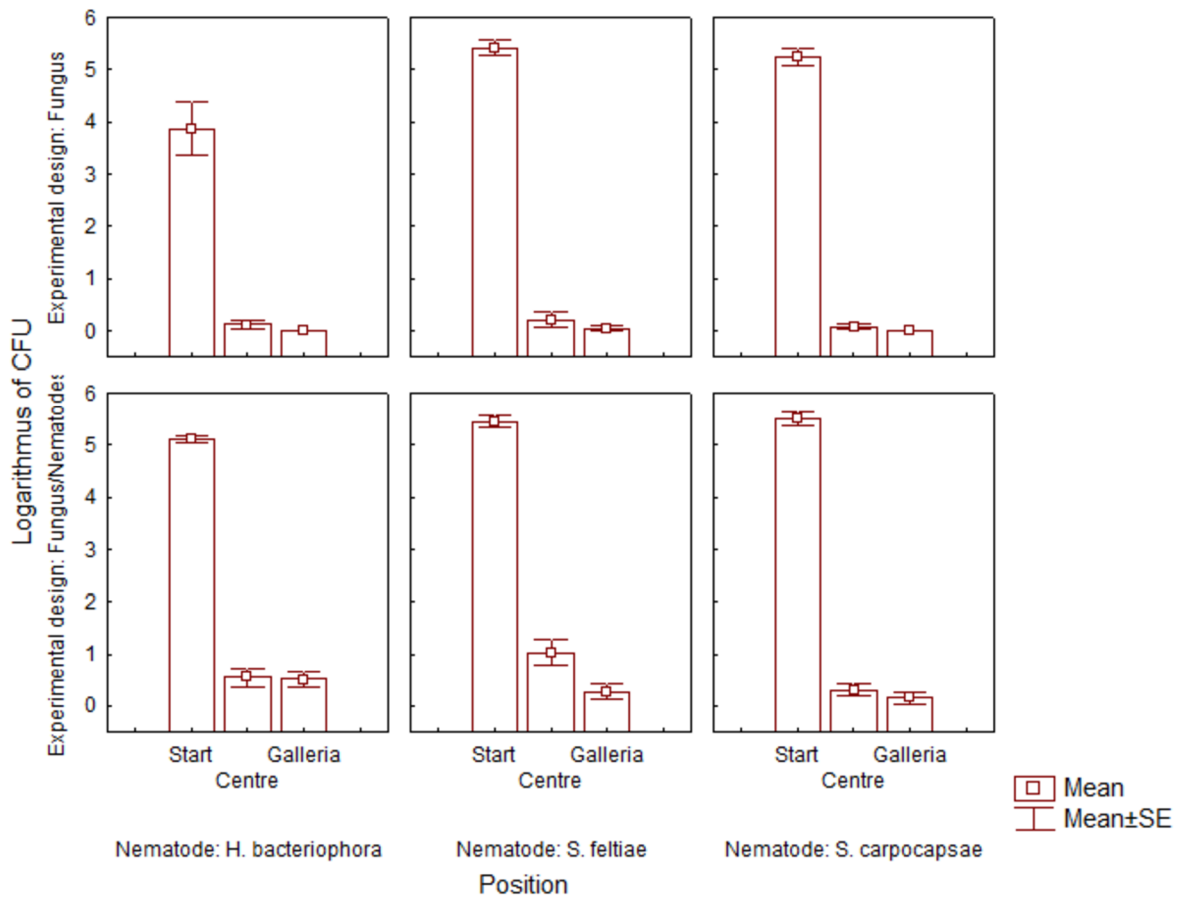 Logarithmus of CFU
Experimental design: Fungus
6
5
4
3
2
1
0
Experimental design: Fungus/Nematodes
6
5
4
3
2
1
0
Start
Centre
Galleria
Start
Centre
Galleria
Start
Centre
Galleria
Nematode: H. bacteriophora
Nematode: S. feltiae
Nematode: S. carpocapsae
Position
Mean
Mean±SE